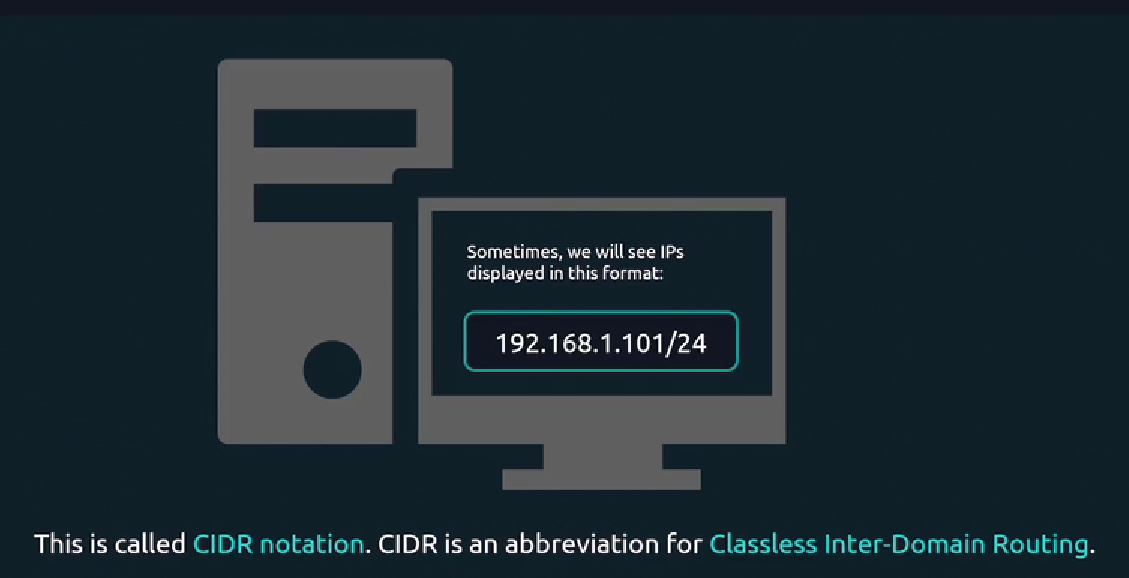 Sometimes, we will see IPs
displayed in this format:
192.168.1.101/24
This is called CIDR notation. CIDR is an abbreviation for Classless Inter-Domain Routing.